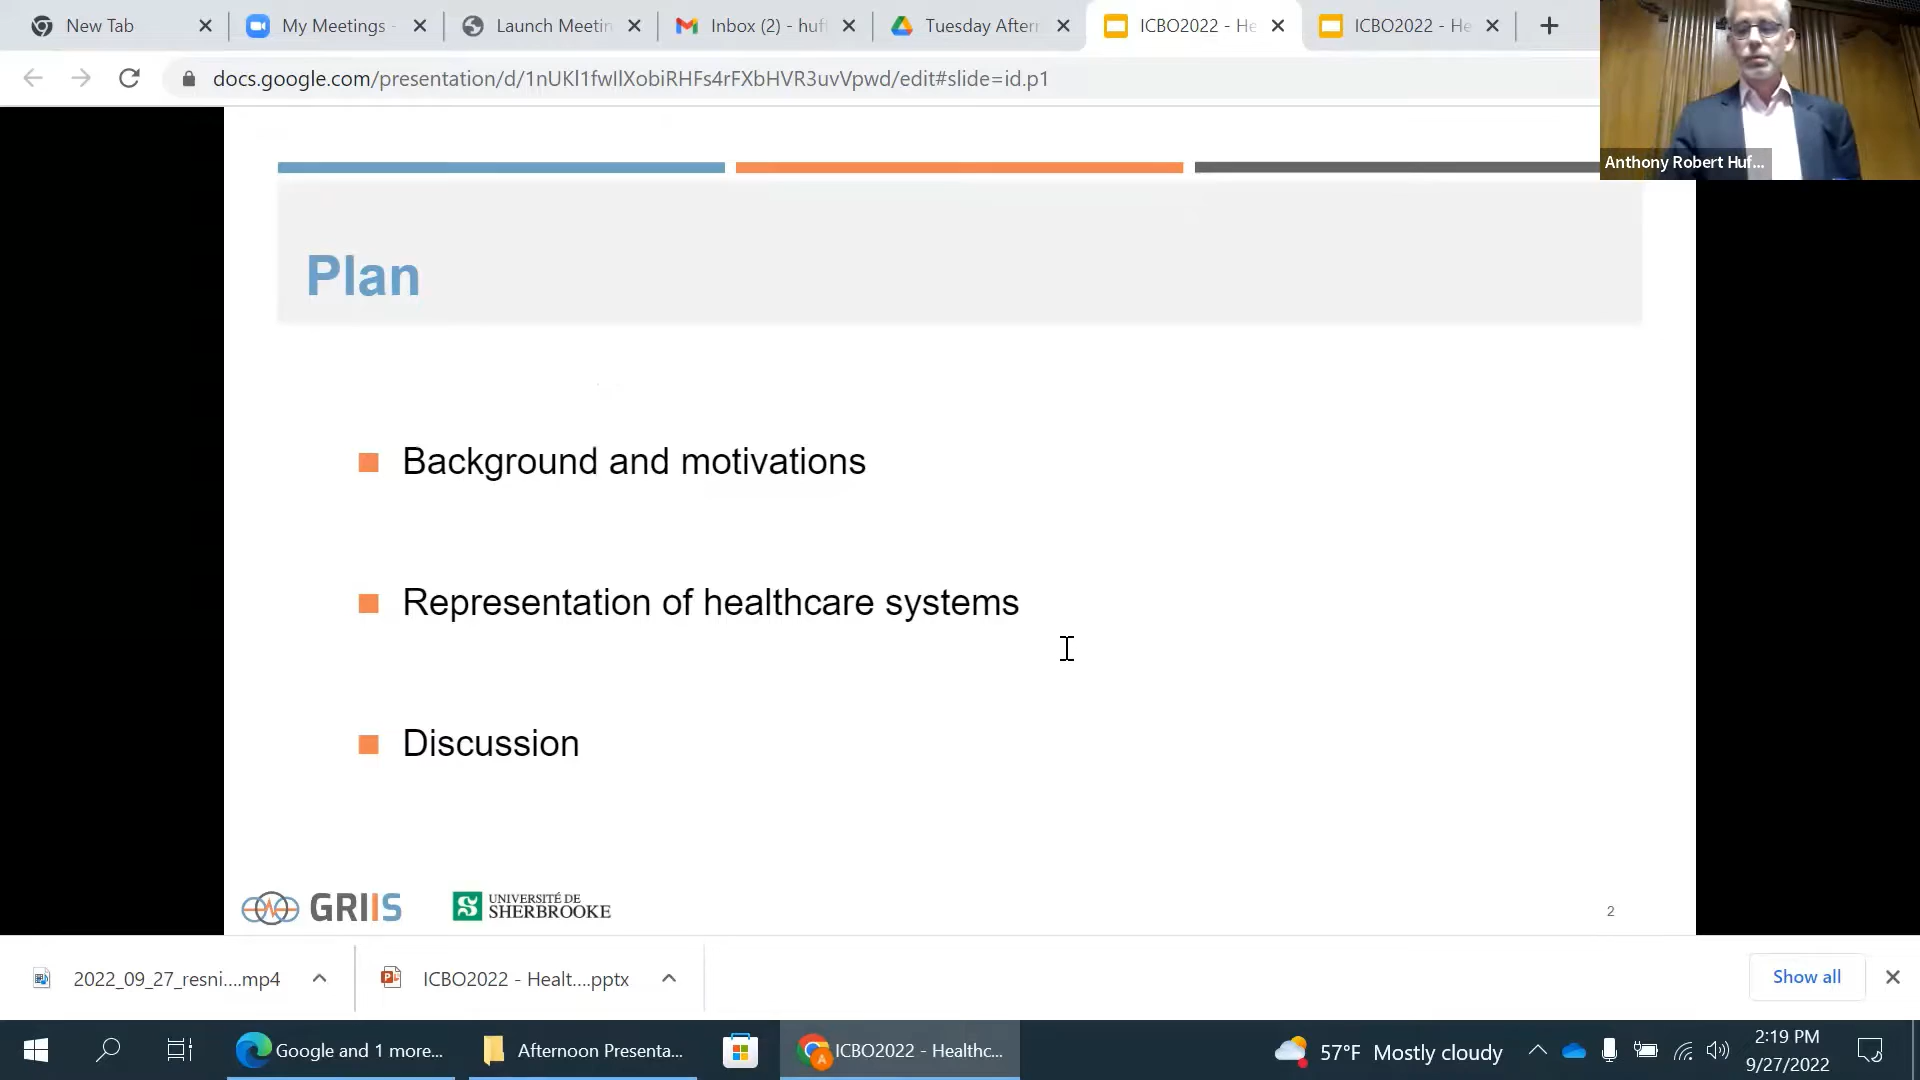 New Tab
My Meetings -
Launch Meetin
Inbox (2) - huf
Tuesday After
ICBO2022 - He
ICBO2022 - He
docs.google.com/presentation/d/1nUKl1fwIlXobiRHFs4rFXbHVR3uvVpwd/edit#slide=id.p1
Anthony Robert Huf...
Plan
Background and motivations
Representation of healthcare systems
Discussion
GRIIS
UNIVERSITÉ DE
SHERBROOKE
2
2022_09_27_resni....mp4
ICBO2022 - Healt....pptx
Show all
Google and 1 more...
Afternoon Presenta...
ICBO2022 - Healthc...
57°F Mostly cloudy
2:19 PM
9/27/2022